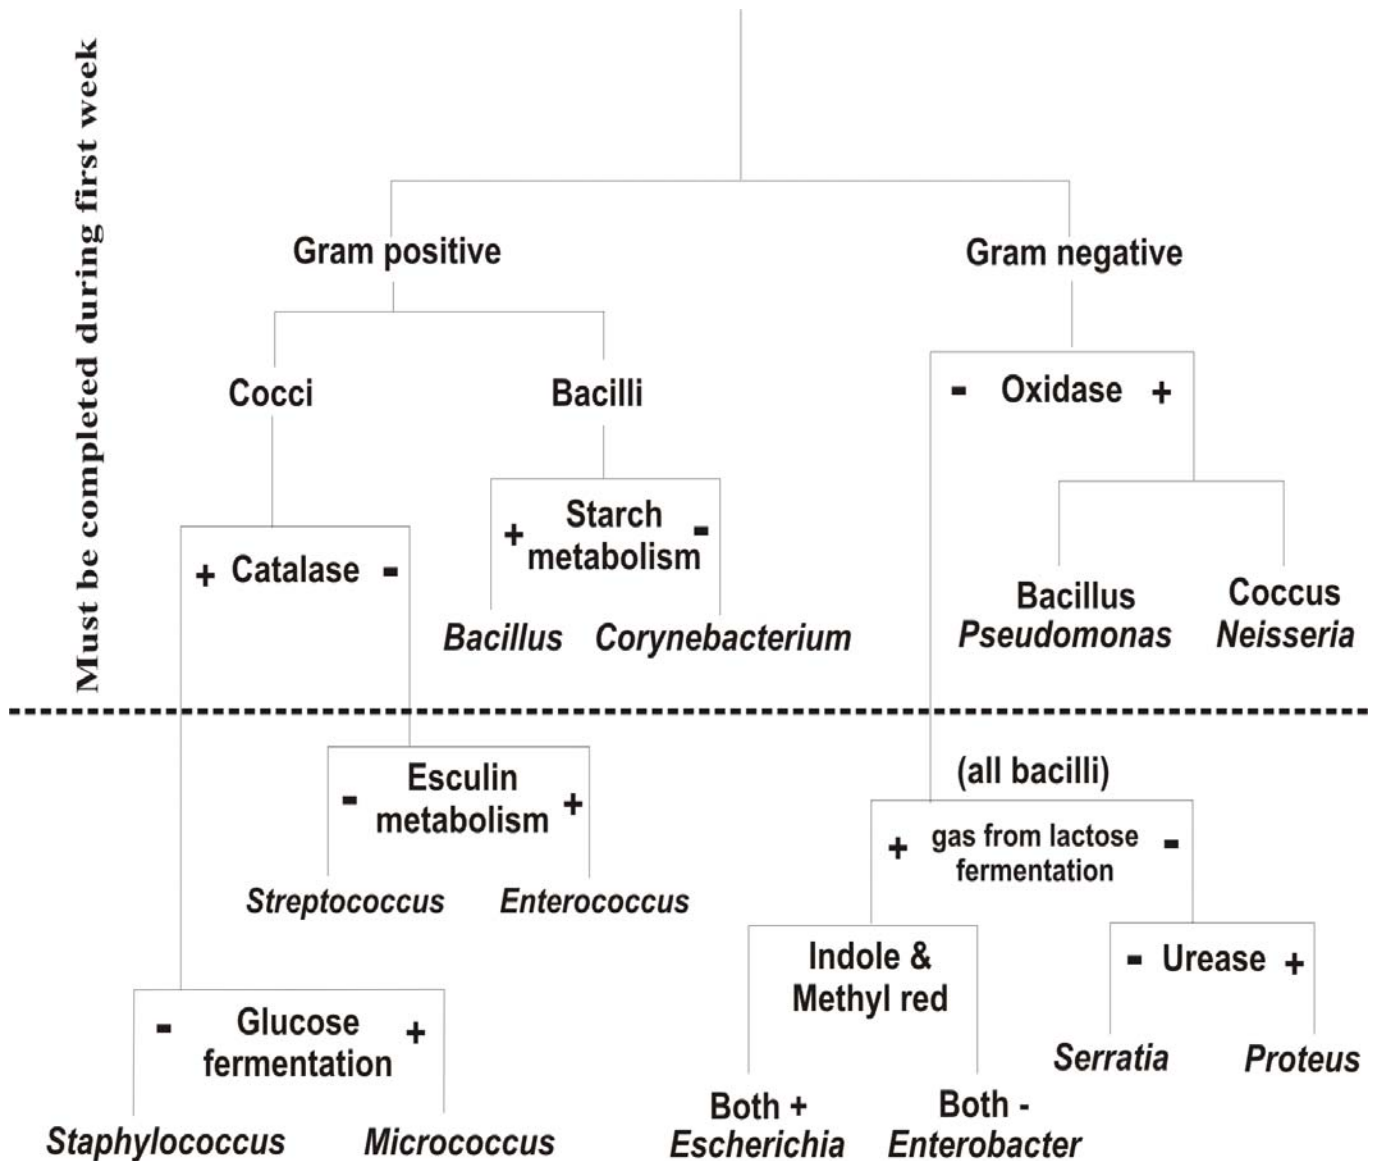 Must be completed during first week
Gram positive
Gram negative
Cocci
Bacilli
- Oxidase +
+ Catalase -
+ Starch -
metabolism
Bacillus
Corynebacterium
Bacillus
Pseudomonas
Coccus
Neisseria
- Esculin +
metabolism
Streptococcus
Enterococcus
(all bacilli)
+ gas from lactose -
fermentation
Indole &
Methyl red
- Urease +
Serratia
Proteus
- Glucose +
fermentation
Staphylococcus
Micrococcus
Both +
Escherichia
Both -
Enterobacter